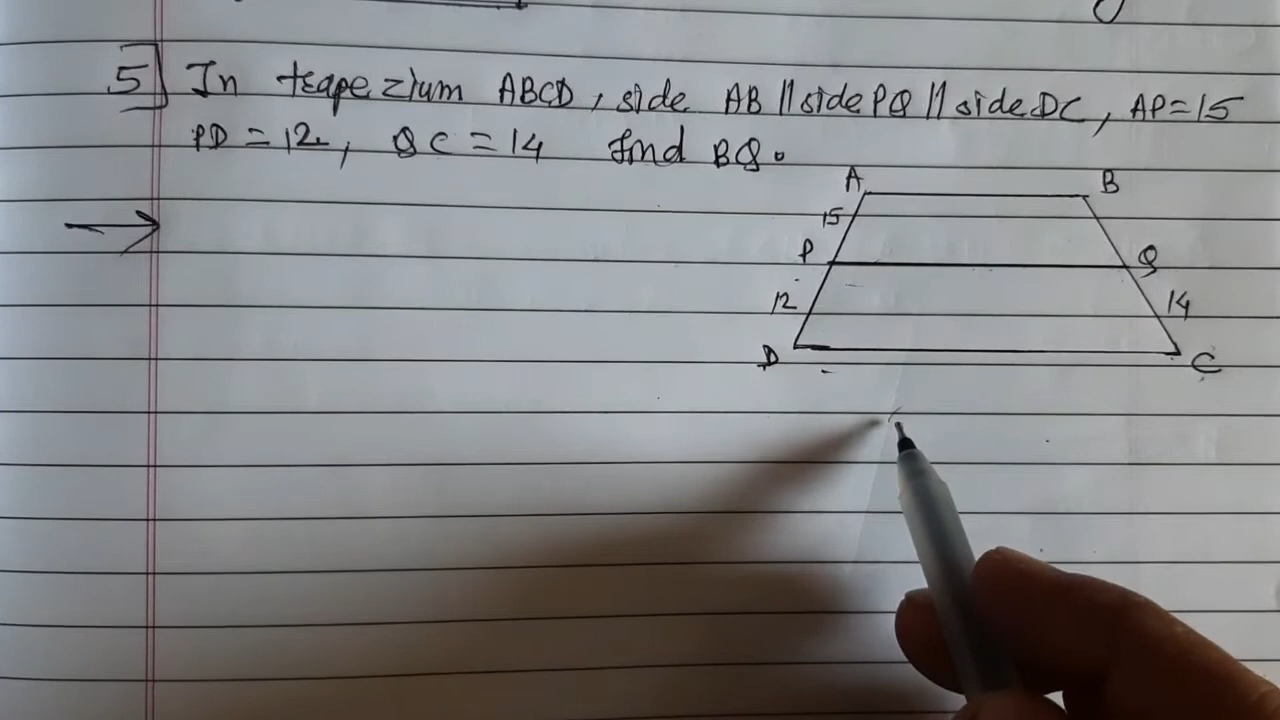 5] In trapezium ABCD, side AB || side PQ || side DC, AP = 15
PD = 12, QC = 14 find BQ.
A
B
15
P
Q
12
14
D
C